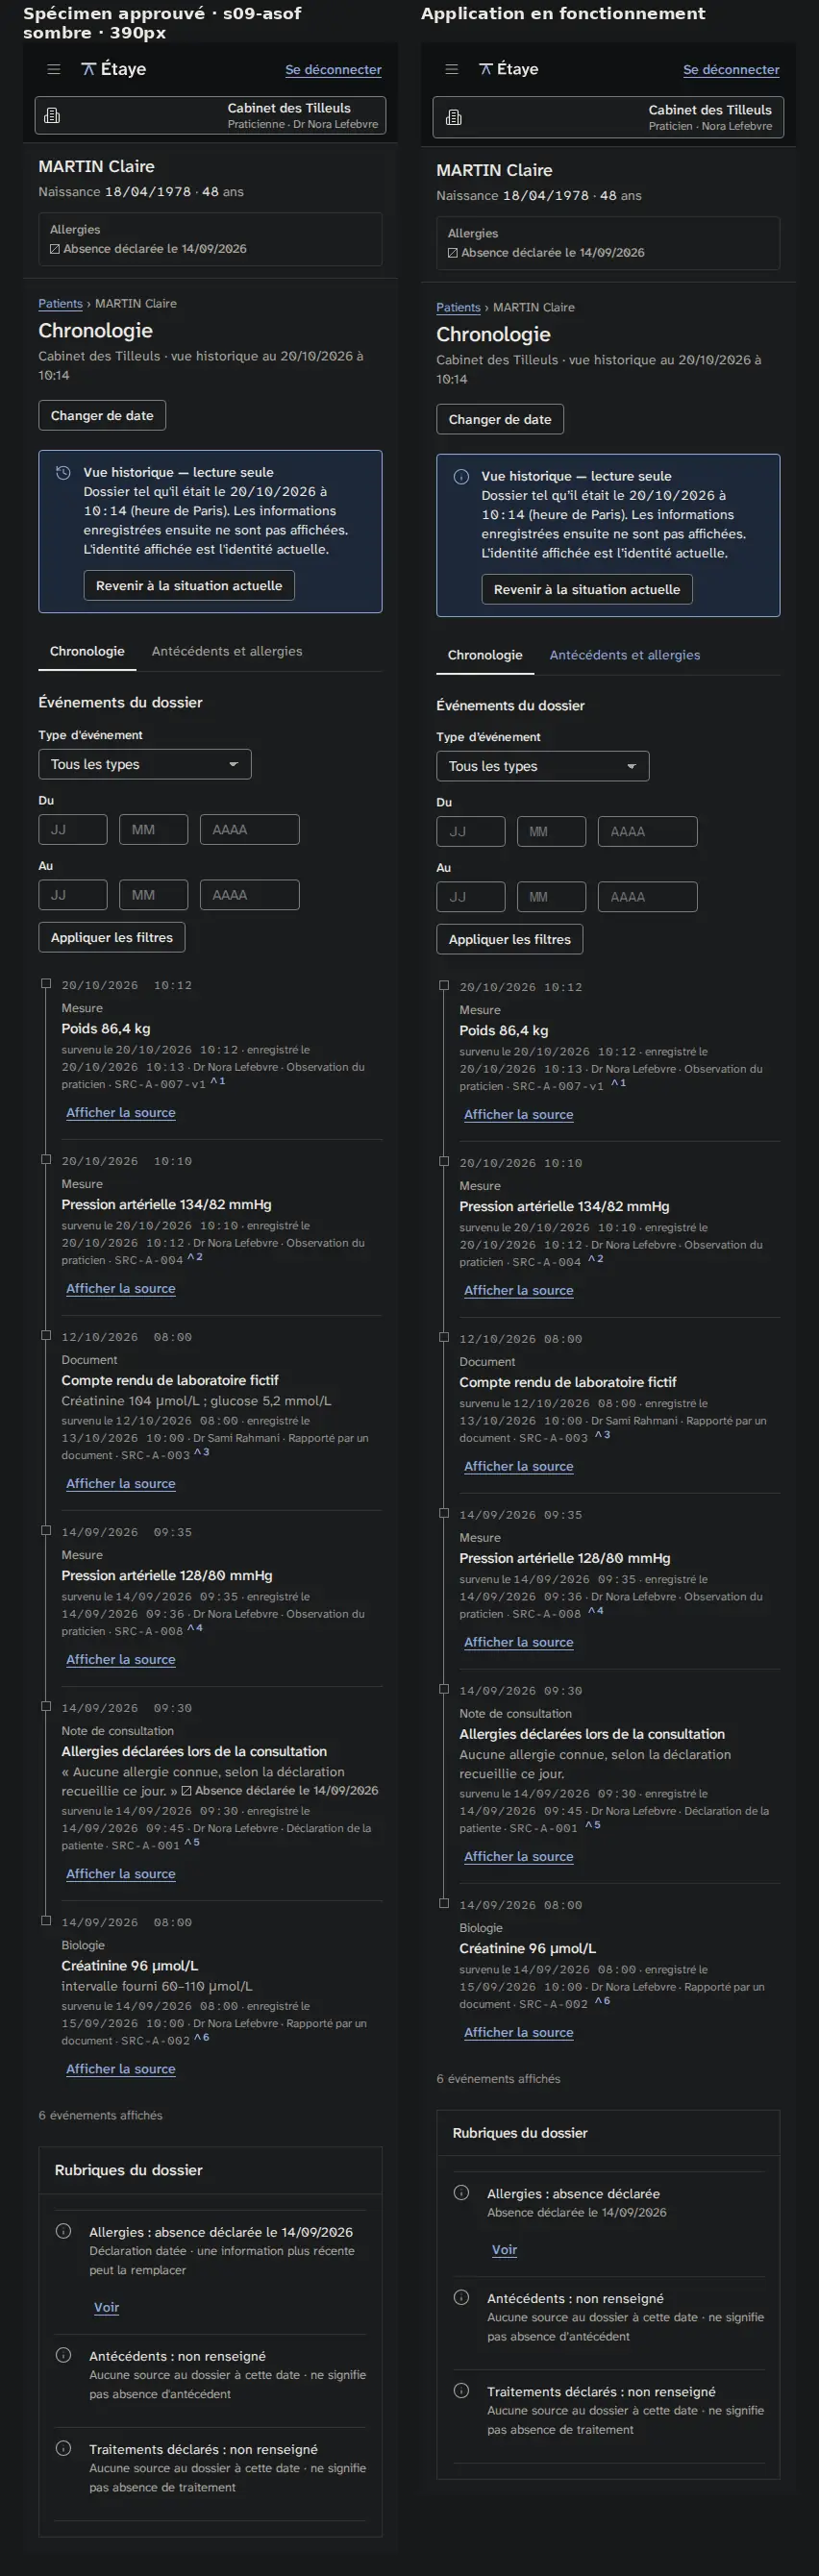 Spécimen approuvé · s09-asof
sombre · 390px
Étaye
Se déconnecter
Cabinet des Tilleuls
Praticienne · Dr Nora Lefebvre
MARTIN Claire
Naissance 18/04/1978 · 48 ans
Allergies
Absence déclarée le 14/09/2026
Patients › MARTIN Claire
Chronologie
Cabinet des Tilleuls · vue historique au 20/10/2026 à
10:14
Changer de date
Vue historique — lecture seule
Dossier tel qu'il était le 20/10/2026 à
10:14 (heure de Paris). Les informations
enregistrées ensuite ne sont pas affichées.
L'identité affichée est l'identité actuelle.
Revenir à la situation actuelle
Chronologie
Antécédents et allergies
Événements du dossier
Type d'événement
Tous les types
Du
JJ
MM
AAAA
Au
JJ
MM
AAAA
Appliquer les filtres
20/10/2026 10:12
Mesure
Poids 86,4 kg
survenu le 20/10/2026 10:12 · enregistré le
20/10/2026 10:13 · Dr Nora Lefebvre · Observation du
praticien · SRC-A-007-v1 ^1
Afficher la source
20/10/2026 10:10
Mesure
Pression artérielle 134/82 mmHg
survenu le 20/10/2026 10:10 · enregistré le
20/10/2026 10:12 · Dr Nora Lefebvre · Observation du
praticien · SRC-A-004 ^2
Afficher la source
12/10/2026 08:00
Document
Compte rendu de laboratoire fictif
Créatinine 104 µmol/L ; glucose 5,2 mmol/L
survenu le 12/10/2026 08:00 · enregistré le
13/10/2026 10:00 · Dr Sami Rahmani · Rapporté par un
document · SRC-A-003 ^3
Afficher la source
14/09/2026 09:35
Mesure
Pression artérielle 128/80 mmHg
survenu le 14/09/2026 09:35 · enregistré le
14/09/2026 09:36 · Dr Nora Lefebvre · Observation du
praticien · SRC-A-008 ^4
Afficher la source
14/09/2026 09:30
Note de consultation
Allergies déclarées lors de la consultation
« Aucune allergie connue, selon la déclaration
recueillie ce jour. » Absence déclarée le 14/09/2026
survenu le 14/09/2026 09:30 · enregistré le
14/09/2026 09:45 · Dr Nora Lefebvre · Déclaration de la
patiente · SRC-A-001 ^5
Afficher la source
14/09/2026 08:00
Biologie
Créatinine 96 µmol/L
intervalle fourni 60–110 µmol/L
survenu le 14/09/2026 08:00 · enregistré le
15/09/2026 10:00 · Dr Nora Lefebvre · Rapporté par un
document · SRC-A-002 ^6
Afficher la source
6 événements affichés
Rubriques du dossier
Allergies : absence déclarée le 14/09/2026
Déclaration datée · une information plus récente
peut la remplacer
Voir
Antécédents : non renseigné
Aucune source au dossier à cette date · ne signifie
pas absence d'antécédent
Traitements déclarés : non renseigné
Aucune source au dossier à cette date · ne signifie
pas absence de traitement
Application en fonctionnement
Étaye
Se déconnecter
Cabinet des Tilleuls
Praticien · Nora Lefebvre
MARTIN Claire
Naissance 18/04/1978 · 48 ans
Allergies
Absence déclarée le 14/09/2026
Patients › MARTIN Claire
Chronologie
Cabinet des Tilleuls · vue historique au 20/10/2026 à
10:14
Changer de date
Vue historique — lecture seule
Dossier tel qu'il était le 20/10/2026 à
10:14 (heure de Paris). Les informations
enregistrées ensuite ne sont pas affichées.
L'identité affichée est l'identité actuelle.
Revenir à la situation actuelle
Chronologie
Antécédents et allergies
Événements du dossier
Type d'événement
Tous les types
Du
JJ
MM
AAAA
Au
JJ
MM
AAAA
Appliquer les filtres
20/10/2026 10:12
Mesure
Poids 86,4 kg
survenu le 20/10/2026 10:12 · enregistré le
20/10/2026 10:13 · Dr Nora Lefebvre · Observation du
praticien · SRC-A-007-v1 ^1
Afficher la source
20/10/2026 10:10
Mesure
Pression artérielle 134/82 mmHg
survenu le 20/10/2026 10:10 · enregistré le
20/10/2026 10:12 · Dr Nora Lefebvre · Observation du
praticien · SRC-A-004 ^2
Afficher la source
12/10/2026 08:00
Document
Compte rendu de laboratoire fictif
survenu le 12/10/2026 08:00 · enregistré le
13/10/2026 10:00 · Dr Sami Rahmani · Rapporté par un
document · SRC-A-003 ^3
Afficher la source
14/09/2026 09:35
Mesure
Pression artérielle 128/80 mmHg
survenu le 14/09/2026 09:35 · enregistré le
14/09/2026 09:36 · Dr Nora Lefebvre · Observation du
praticien · SRC-A-008 ^4
Afficher la source
14/09/2026 09:30
Note de consultation
Allergies déclarées lors de la consultation
Aucune allergie connue, selon la déclaration
recueillie ce jour.
survenu le 14/09/2026 09:30 · enregistré le
14/09/2026 09:45 · Dr Nora Lefebvre · Déclaration de la
patiente · SRC-A-001 ^5
Afficher la source
14/09/2026 08:00
Biologie
Créatinine 96 µmol/L
survenu le 14/09/2026 08:00 · enregistré le
15/09/2026 10:00 · Dr Nora Lefebvre · Rapporté par un
document · SRC-A-002 ^6
Afficher la source
6 événements affichés
Rubriques du dossier
Allergies : absence déclarée
Absence déclarée le 14/09/2026
Voir
Antécédents : non renseigné
Aucune source au dossier à cette date · ne signifie
pas absence d'antécédent
Traitements déclarés : non renseigné
Aucune source au dossier à cette date · ne signifie
pas absence de traitement